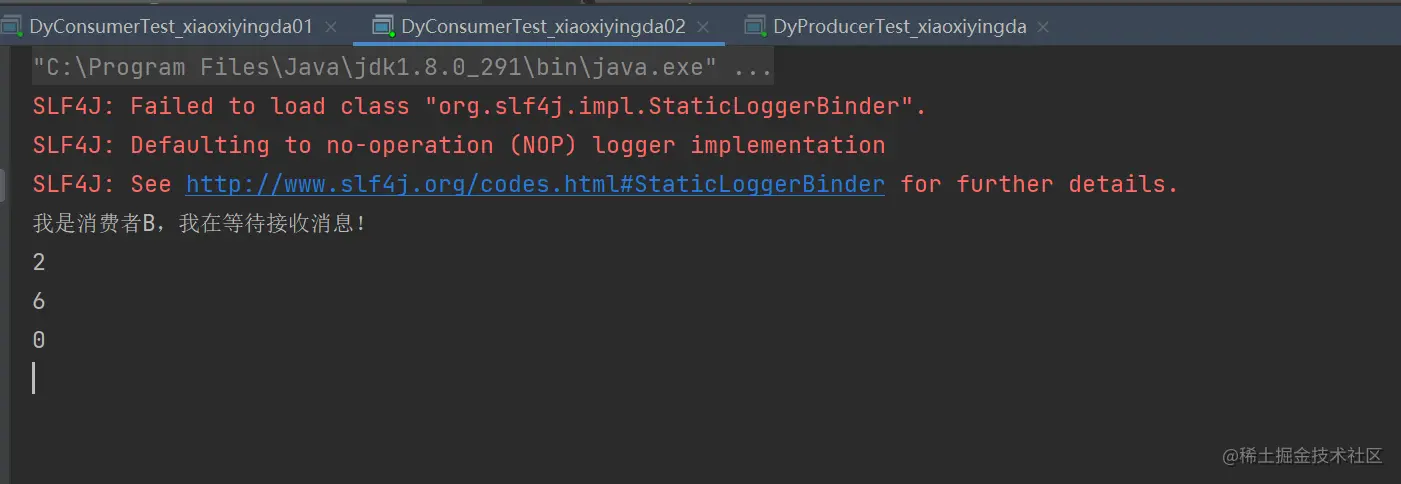 DyConsumerTest_xiaoxiyingda01 DyConsumerTest_xiaoxiyingda02 DyProducerTest_xiaoxiyingda
"C:\Program Files\Java\jdk1.8.0_291\bin\java.exe" ...
SLF4J: Failed to load class "org.slf4j.impl.StaticLoggerBinder".
SLF4J: Defaulting to no-operation (NOP) logger implementation
SLF4J: See http://www.slf4j.org/codes.html#StaticLoggerBinder for further details.
我是消费者B，我在等待接收消息！
2
6
0
@稀土掘金技术社区